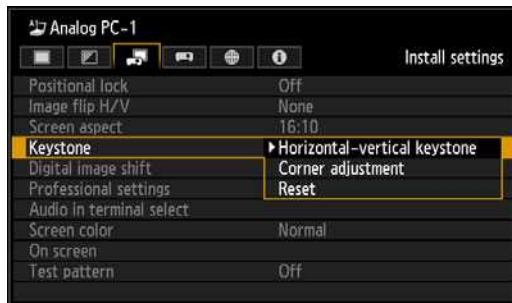 Analog PC-1
Install settings
Positional lock Off
Image flip H/V None
Screen aspect 16:10
Keystone Horizontal-vertical keystone
Digital image shift Corner adjustment
Professional settings Reset
Audio in terminal select
Screen color Normal
On screen
Test pattern Off